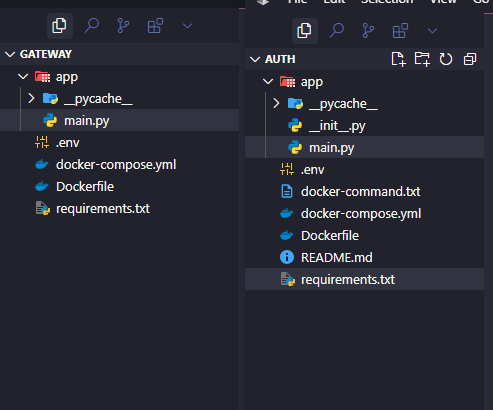 GATEWAY
app
__pycache__
main.py
.env
docker-compose.yml
Dockerfile
requirements.txt
File Edit Selection View Go
AUTH
app
__pycache__
__init__.py
main.py
.env
docker-command.txt
docker-compose.yml
Dockerfile
README.md
requirements.txt